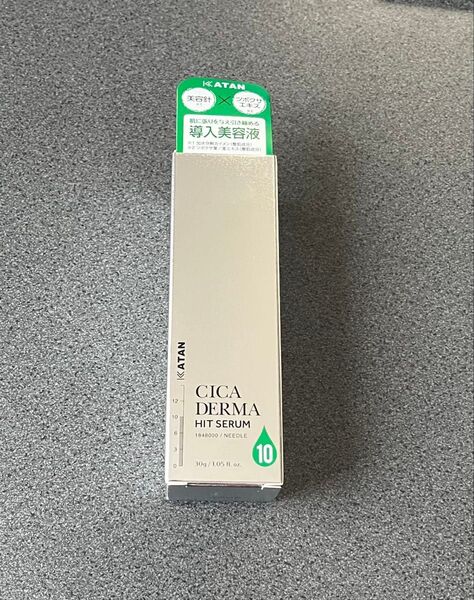 KATAN
美容針
×
ツボクサ
エキス
肌に張りを与え引き締める
導入美容液
KATAN
12
9
6
3
0
CICA
DERMA
HIT SERUM
1848000 / NEEDLE
10
30g / 1.05 fl. oz.